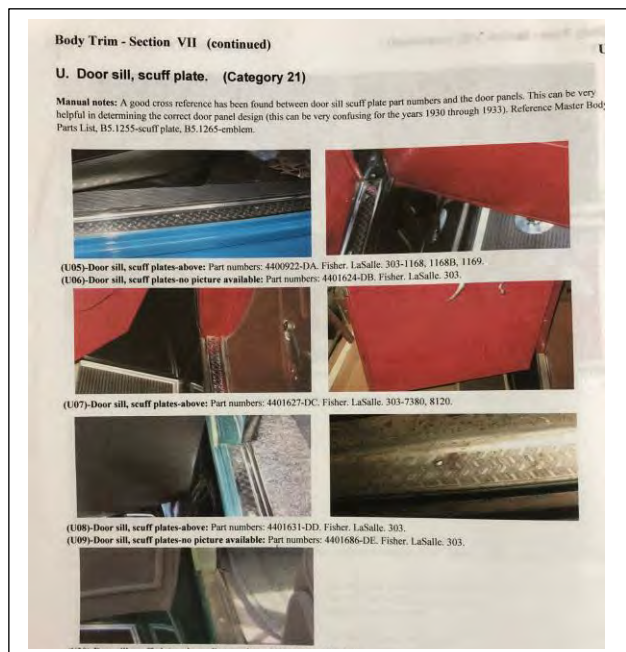 Body Trim - Section VII (continued)
U
U. Door sill, scuff plate. (Category 21)
Manual notes: A good cross reference has been found between door sill scuff plate part numbers and the door panels. This can be very
helpful in determining the correct door panel design (this can be very confusing for the years 1930 through 1933). Reference Master Body
Parts List, B5.1255-scuff plate, B5.1265-emblem.
(U05)-Door sill, scuff plates-above: Part numbers: 4400922-DA. Fisher. LaSalle. 303-1168, 1168B, 1169.
(U06)-Door sill, scuff plates-no picture available: Part numbers: 4401624-DB. Fisher. LaSalle. 303.
(U07)-Door sill, scuff plates-above: Part numbers: 4401627-DC. Fisher. LaSalle. 303-7380, 8120.
(U08)-Door sill, scuff plates-above: Part numbers: 4401631-DD. Fisher. LaSalle. 303.
(U09)-Door sill, scuff plates-no picture available: Part numbers: 4401686-DE. Fisher. LaSalle. 303.